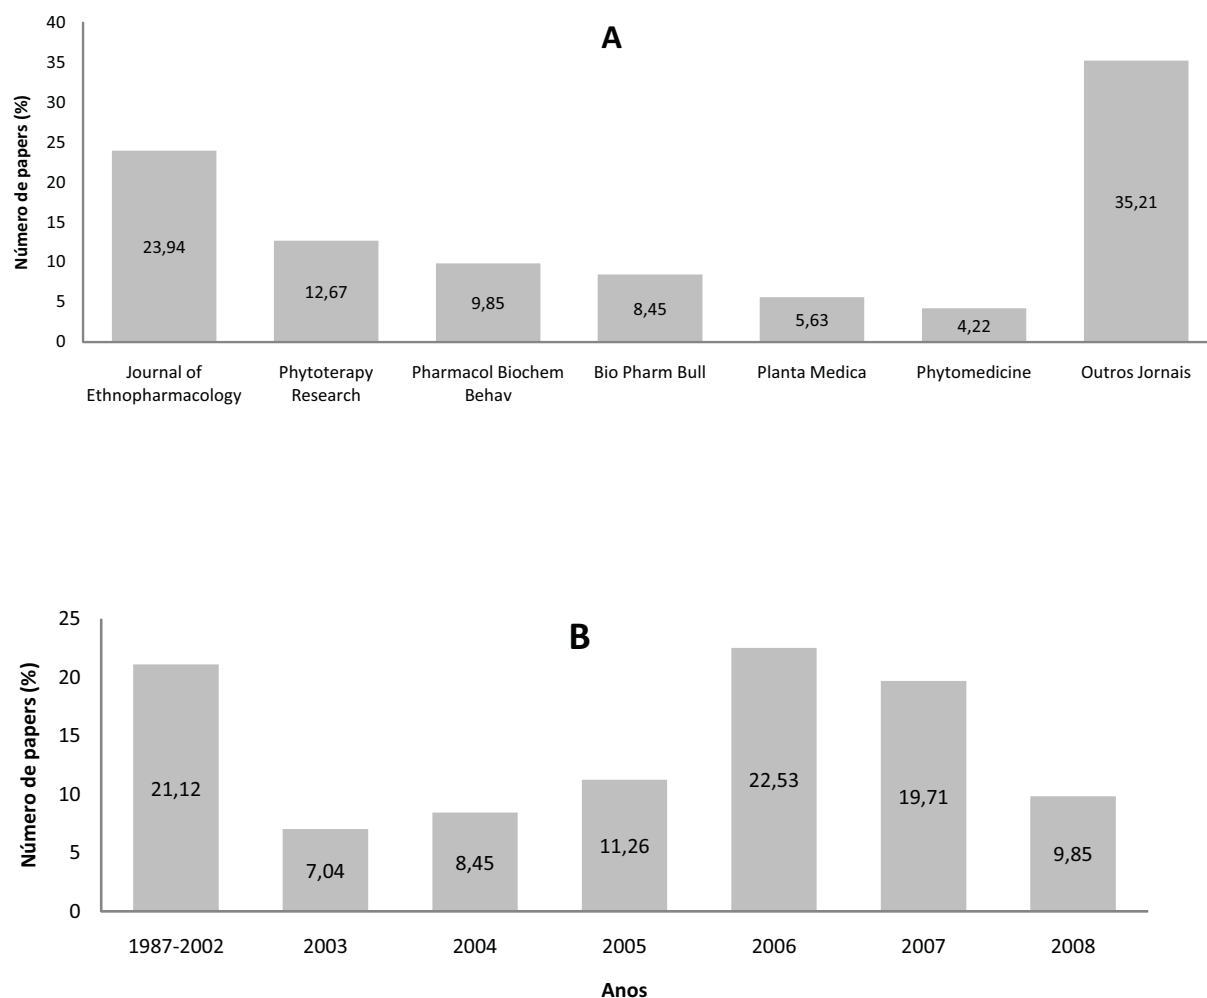 A
Número de papers (%)
40
35
30
25
20
15
10
5
0
23,94
12,67
9,85
8,45
5,63
4,22
35,21
Journal of
Ethnopharmacology
Phytoterapy
Research
Pharmacol Biochem
Behav
Bio Pharm Bull
Planta Medica
Phytomedicine
Outros Jornais
B
Número de papers (%)
25
20
15
10
5
0
21,12
7,04
8,45
11,26
22,53
19,71
9,85
1987-2002
2003
2004
2005
2006
2007
2008
Anos